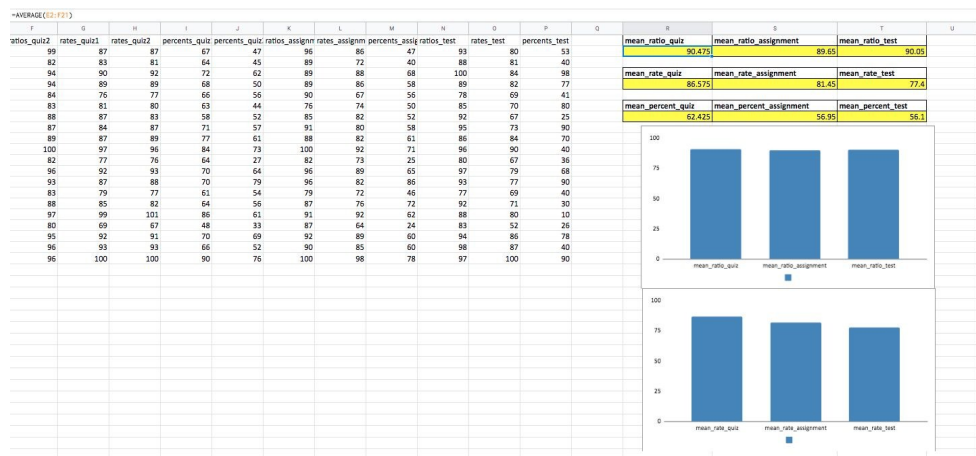 =AVERAGE(E2:F21)
F G H I J K L M N O P Q R S T U
ratios_quiz2 rates_quiz1 rates_quiz2 percents_quiz percents_quiz ratios_assignm rates_assignm percents_assig ratios_test rates_test percents_test mean_ratio_quiz mean_ratio_assignment mean_ratio_test
99 87 87 67 47 96 86 47 93 80 53 90.475 89.65 90.05
82 83 81 64 45 89 72 40 88 81 40
94 90 92 72 62 89 88 68 100 84 98 mean_rate_quiz mean_rate_assignment mean_rate_test
94 89 89 68 50 89 86 58 89 82 77 86.575 81.45 77.4
84 76 77 66 56 90 67 56 78 69 41
83 81 80 63 44 76 74 50 85 70 80 mean_percent_quiz mean_percent_assignment mean_percent_test
88 87 83 58 52 85 82 52 92 67 25 62.425 56.95 56.1
87 84 87 71 57 91 80 58 95 73 90
89 87 89 77 61 88 82 61 86 84 70
100 97 96 84 73 100 92 71 96 90 40
82 77 76 64 27 82 73 25 80 67 36
96 92 93 70 64 96 89 65 97 79 68
93 87 88 70 79 96 82 86 93 77 90
83 79 77 61 54 79 72 46 77 69 40
88 85 82 64 56 87 76 72 92 71 30
97 99 101 86 61 91 92 62 88 80 10
80 69 67 48 33 87 64 24 83 52 26
95 92 91 70 69 92 89 60 94 86 78
96 93 93 66 52 90 85 60 98 87 40
96 100 100 90 76 100 98 78 97 100 90
100
75
50
25
0
mean_ratio_quiz mean_ratio_assignment mean_ratio_test
100
75
50
25
0
mean_rate_quiz mean_rate_assignment mean_rate_test